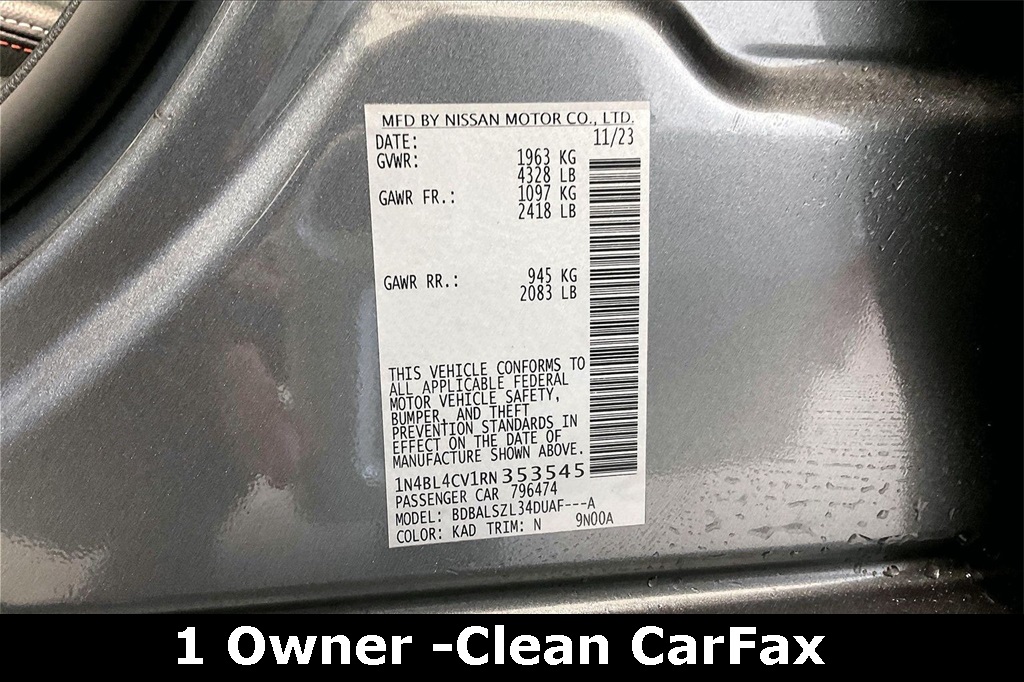 MFD BY NISSAN MOTOR CO., LTD.
DATE: 11/23
GVWR: 1963 KG
4328 LB
GAWR FR.: 1097 KG
2418 LB
GAWR RR.: 945 KG
2083 LB
THIS VEHICLE CONFORMS TO
ALL APPLICABLE FEDERAL
MOTOR VEHICLE SAFETY,
BUMPER, AND THEFT
PREVENTION STANDARDS IN
EFFECT ON THE DATE OF
MANUFACTURE SHOWN ABOVE.
1N4BL4CV1RN353545
PASSENGER CAR 796474
MODEL: BDBALSZL34DUAF---A
COLOR: KAD TRIM: N 9N00A
1 Owner -Clean CarFax